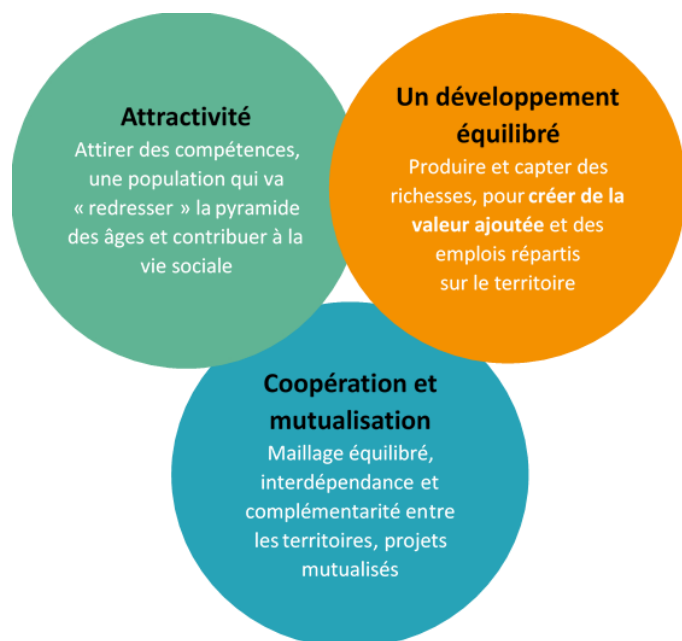 Attractivité
Attirer des compétences,
une population qui va
« redresser » la pyramide
des âges et contribuer à la
vie sociale
Un développement
équilibré
Produire et capter des
richesses, pour créer de la
valeur ajoutée et des
emplois répartis
sur le territoire
Coopération et
mutualisation
Maillage équilibré,
interdépendance et
complémentarité entre
les territoires, projets
mutualisés